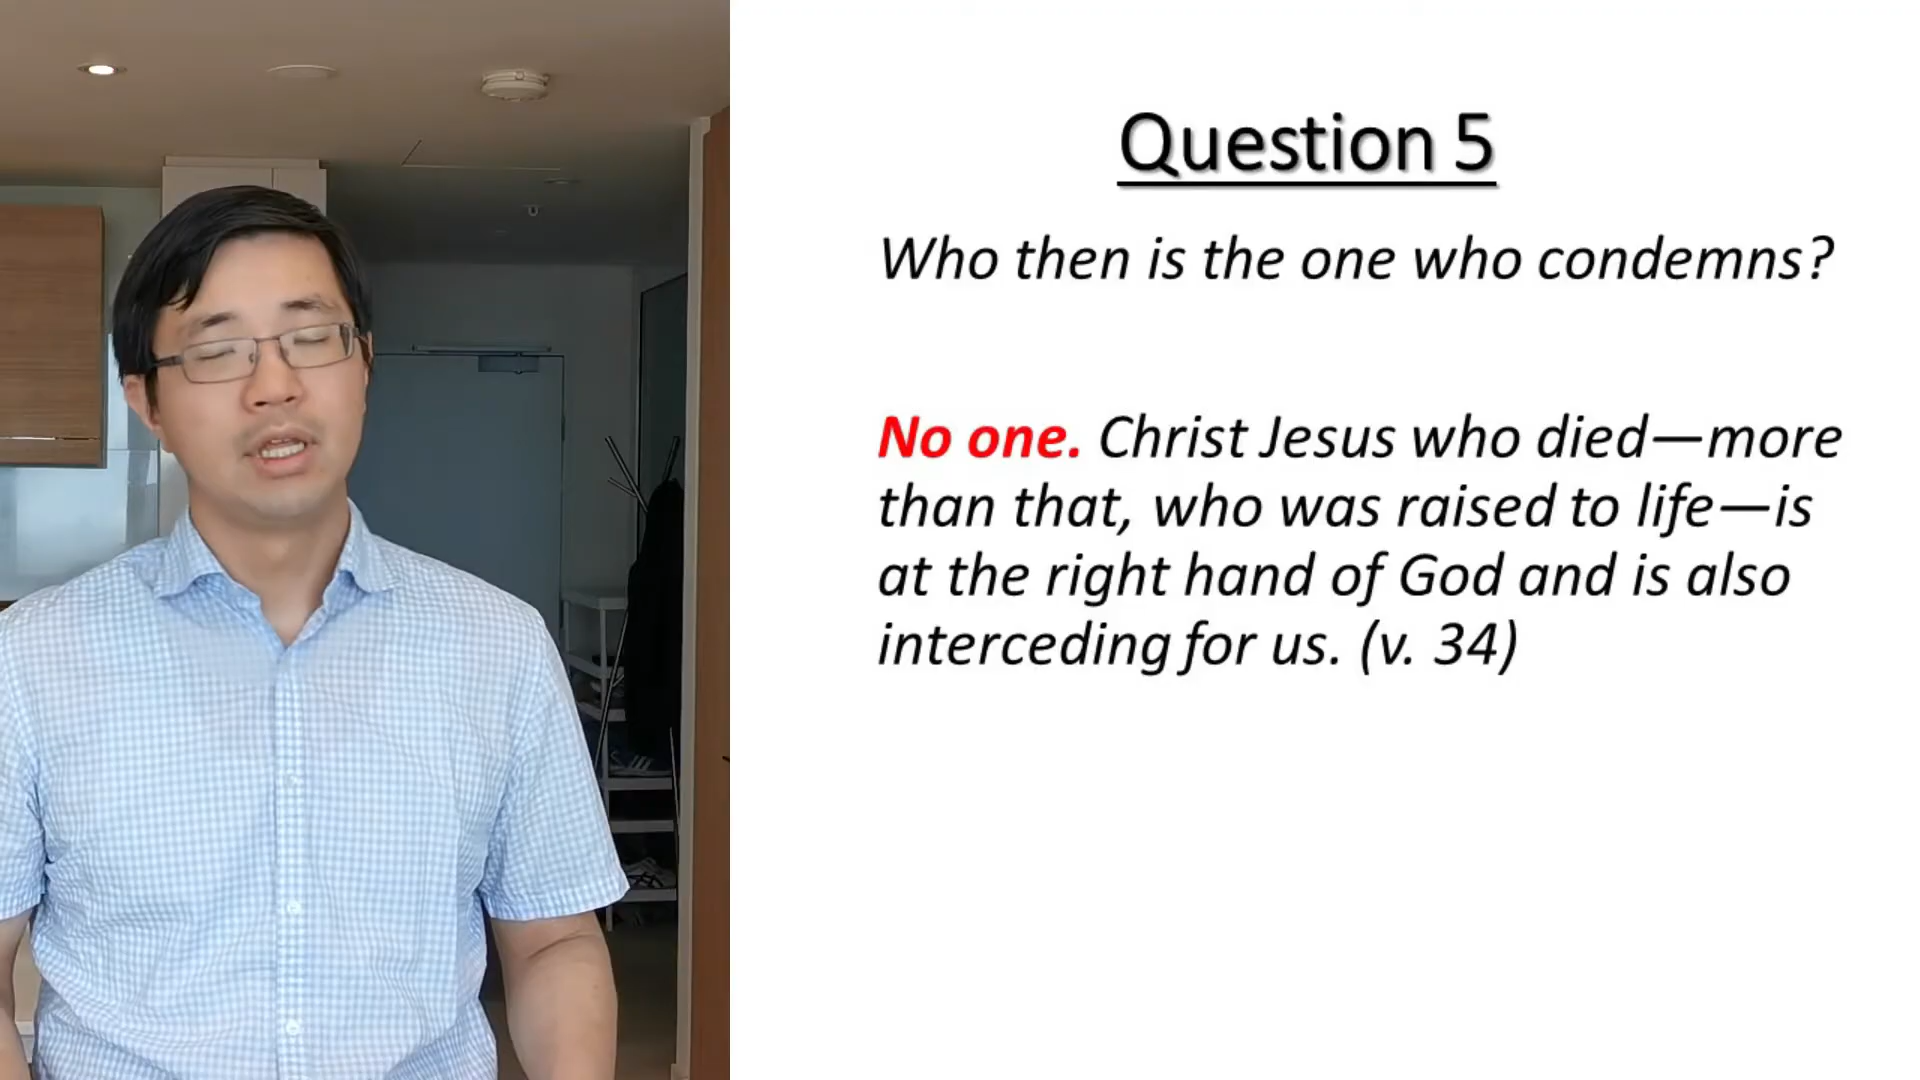 Question 5
Who then is the one who condemns?
No one. Christ Jesus who died—more
than that, who was raised to life—is
at the right hand of God and is also
interceding for us. (v. 34)